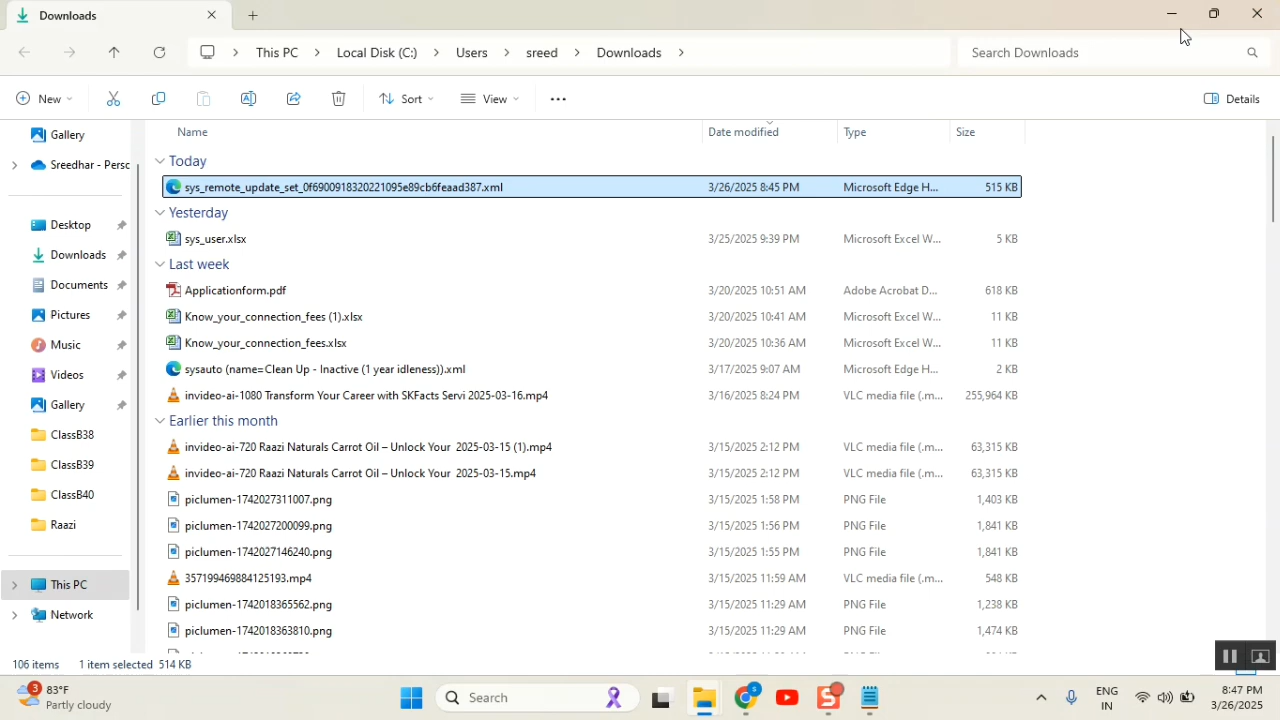 Downloads
This PC > Local Disk (C:) > Users > sreed > Downloads >
Search Downloads
New
Sort
View
Details
Name Date modified Type Size
Gallery
Sreedhar - Persc
Desktop
Downloads
Documents
Pictures
Music
Videos
Gallery
ClassB38
ClassB39
ClassB40
Raazi
This PC
Network
Today
sys_remote_update_set_0f6900918320221095e89cb6feaad387.xml 3/26/2025 8:45 PM Microsoft Edge H... 515 KB
Yesterday
sys_user.xlsx 3/25/2025 9:39 PM Microsoft Excel W... 5 KB
Last week
Applicationform.pdf 3/20/2025 10:51 AM Adobe Acrobat D... 618 KB
Know_your_connection_fees (1).xlsx 3/20/2025 10:41 AM Microsoft Excel W... 11 KB
Know_your_connection_fees.xlsx 3/20/2025 10:36 AM Microsoft Excel W... 11 KB
sysauto (name=Clean Up - Inactive (1 year idleness)).xml 3/17/2025 9:07 AM Microsoft Edge H... 2 KB
invideo-ai-1080 Transform Your Career with SKFacts Servi 2025-03-16.mp4 3/16/2025 8:24 PM VLC media file (.m... 255,964 KB
Earlier this month
invideo-ai-720 Raazi Naturals Carrot Oil – Unlock Your 2025-03-15 (1).mp4 3/15/2025 2:12 PM VLC media file (.m... 63,315 KB
invideo-ai-720 Raazi Naturals Carrot Oil – Unlock Your 2025-03-15.mp4 3/15/2025 2:12 PM VLC media file (.m... 63,315 KB
piclumen-1742027311007.png 3/15/2025 1:58 PM PNG File 1,403 KB
piclumen-1742027200099.png 3/15/2025 1:56 PM PNG File 1,841 KB
piclumen-1742027146240.png 3/15/2025 1:55 PM PNG File 1,841 KB
357199469884125193.mp4 3/15/2025 11:59 AM VLC media file (.m... 548 KB
piclumen-1742018365562.png 3/15/2025 11:29 AM PNG File 1,238 KB
piclumen-1742018363810.png 3/15/2025 11:29 AM PNG File 1,474 KB
106 items 1 item selected 514 KB
3
83°F
Partly cloudy
Search
ENG
IN
8:47 PM
3/26/2025